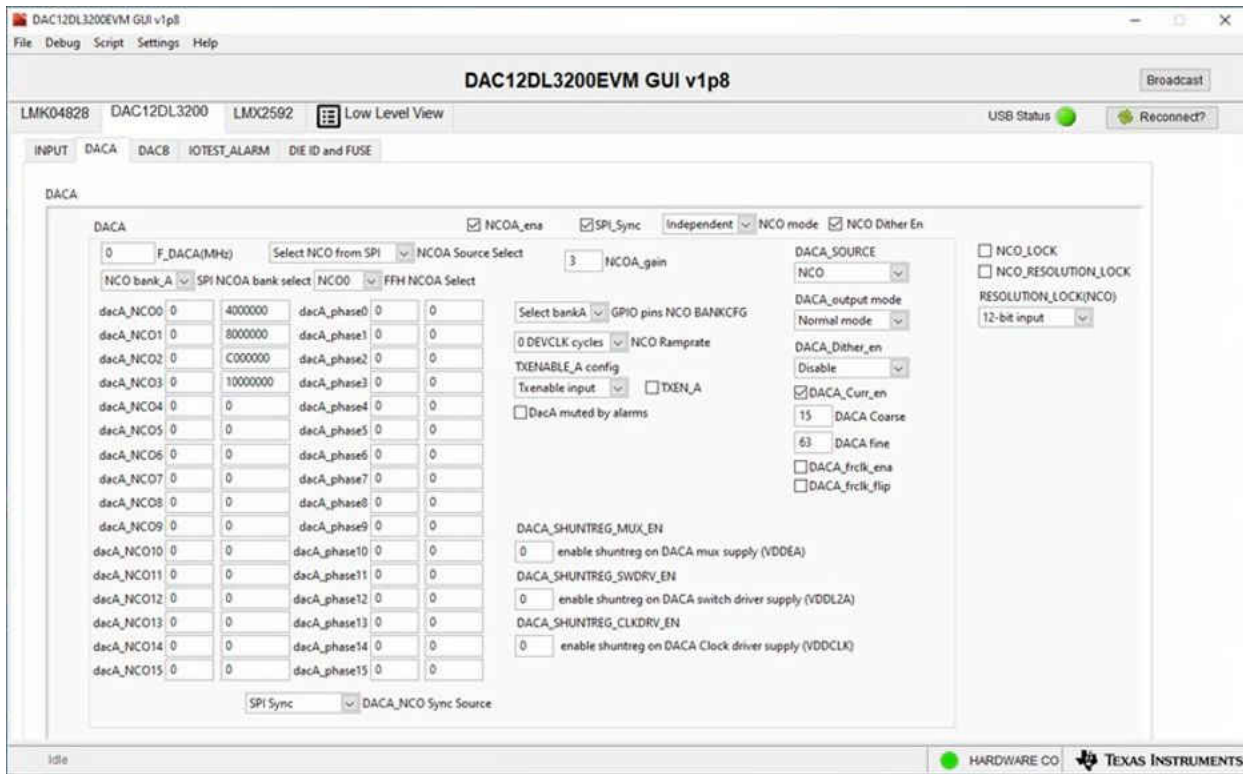 DAC12DL3200EVM GUI v1p8
File Debug Script Settings Help
DAC12DL3200EVM GUI v1p8
Broadcast
LMK04828 DAC12DL3200 LMX2592 Low Level View USB Status Reconnect?
INPUT DACA DACB IOTEST_ALARM DIE ID and FUSE
DACA
DACA NCOA_ena SPI_Sync Independent NCO mode NCO Dither En
0 F_DACA(MHz) Select NCO from SPI NCOA Source Select 3 NCOA_gain DACA_SOURCE NCO_LOCK
NCO bank_A SPI NCOA bank select NCO0 FFH NCOA Select NCO NCO_RESOLUTION_LOCK
DACA_output mode RESOLUTION_LOCK(NCO)
dacA_NCO0 0 4000000 dacA_phase0 0 0 Select bankA GPIO pins NCO BANKCFG Normal mode 12-bit input
dacA_NCO1 0 8000000 dacA_phase1 0 0 0 DEVCLK cycles NCO Ramprate DACA_Dither_en
dacA_NCO2 0 C000000 dacA_phase2 0 0 TXENABLE_A config Disable
dacA_NCO3 0 10000000 dacA_phase3 0 0 Txenable input TXEN_A DACA_Curr_en
dacA_NCO4 0 0 dacA_phase4 0 0 DacA muted by alarms 15 DACA Coarse
dacA_NCO5 0 0 dacA_phase5 0 0 63 DACA fine
dacA_NCO6 0 0 dacA_phase6 0 0 DACA_frclk_ena
dacA_NCO7 0 0 dacA_phase7 0 0 DACA_frclk_flip
dacA_NCO8 0 0 dacA_phase8 0 0
dacA_NCO9 0 0 dacA_phase9 0 0 DACA_SHUNTREG_MUX_EN
dacA_NCO10 0 0 dacA_phase10 0 0 0 enable shuntreg on DACA mux supply (VDDEA)
dacA_NCO11 0 0 dacA_phase11 0 0 DACA_SHUNTREG_SWDRV_EN
dacA_NCO12 0 0 dacA_phase12 0 0 0 enable shuntreg on DACA switch driver supply (VDDL2A)
dacA_NCO13 0 0 dacA_phase13 0 0 DACA_SHUNTREG_CLKDRV_EN
dacA_NCO14 0 0 dacA_phase14 0 0 0 enable shuntreg on DACA Clock driver supply (VDDCLK)
dacA_NCO15 0 0 dacA_phase15 0 0
SPI Sync DACA_NCO Sync Source
Idle HARDWARE CO TEXAS INSTRUMENTS